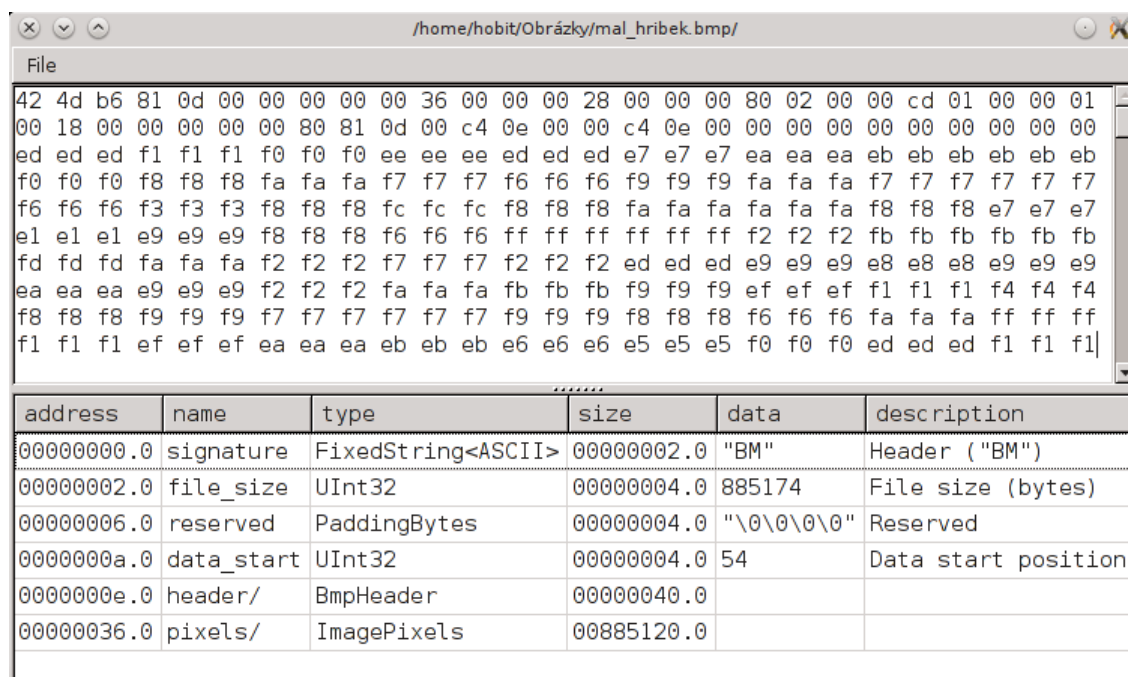 /home/hobit/Obrázky/mal_hribek.bmp/
File
42 4d b6 81 0d 00 00 00 00 00 36 00 00 00 28 00 00 00 80 02 00 00 cd 01 00 00 01
00 18 00 00 00 00 00 80 81 0d 00 c4 0e 00 00 c4 0e 00 00 00 00 00 00 00 00 00 00
ed ed ed f1 f1 f1 f0 f0 f0 ee ee ee ed ed ed e7 e7 e7 ea ea ea eb eb eb eb eb eb
f0 f0 f0 f8 f8 f8 fa fa fa f7 f7 f7 f6 f6 f6 f9 f9 f9 fa fa fa f7 f7 f7 f7 f7 f7
f6 f6 f6 f3 f3 f3 f8 f8 f8 fc fc fc f8 f8 f8 fa fa fa fa fa fa f8 f8 f8 e7 e7 e7
e1 e1 e1 e9 e9 e9 f8 f8 f8 f6 f6 f6 ff ff ff ff ff ff f2 f2 f2 fb fb fb fb fb fb
fd fd fd fa fa fa f2 f2 f2 f7 f7 f7 f2 f2 f2 ed ed ed e9 e9 e9 e8 e8 e8 e9 e9 e9
ea ea ea e9 e9 e9 f2 f2 f2 fa fa fa fb fb fb f9 f9 f9 ef ef ef f1 f1 f1 f4 f4 f4
f8 f8 f8 f9 f9 f9 f7 f7 f7 f7 f7 f7 f9 f9 f9 f8 f8 f8 f6 f6 f6 fa fa fa ff ff ff
f1 f1 f1 ef ef ef ea ea ea eb eb eb e6 e6 e6 e5 e5 e5 f0 f0 f0 ed ed ed f1 f1 f1
address name type size data description
00000000.0 signature FixedString<ASCII> 00000002.0 "BM" Header ("BM")
00000002.0 file_size UInt32 00000004.0 885174 File size (bytes)
00000006.0 reserved PaddingBytes 00000004.0 "\0\0\0\0" Reserved
0000000a.0 data_start UInt32 00000004.0 54 Data start position
0000000e.0 header/ BmpHeader 00000040.0
00000036.0 pixels/ ImagePixels 00885120.0